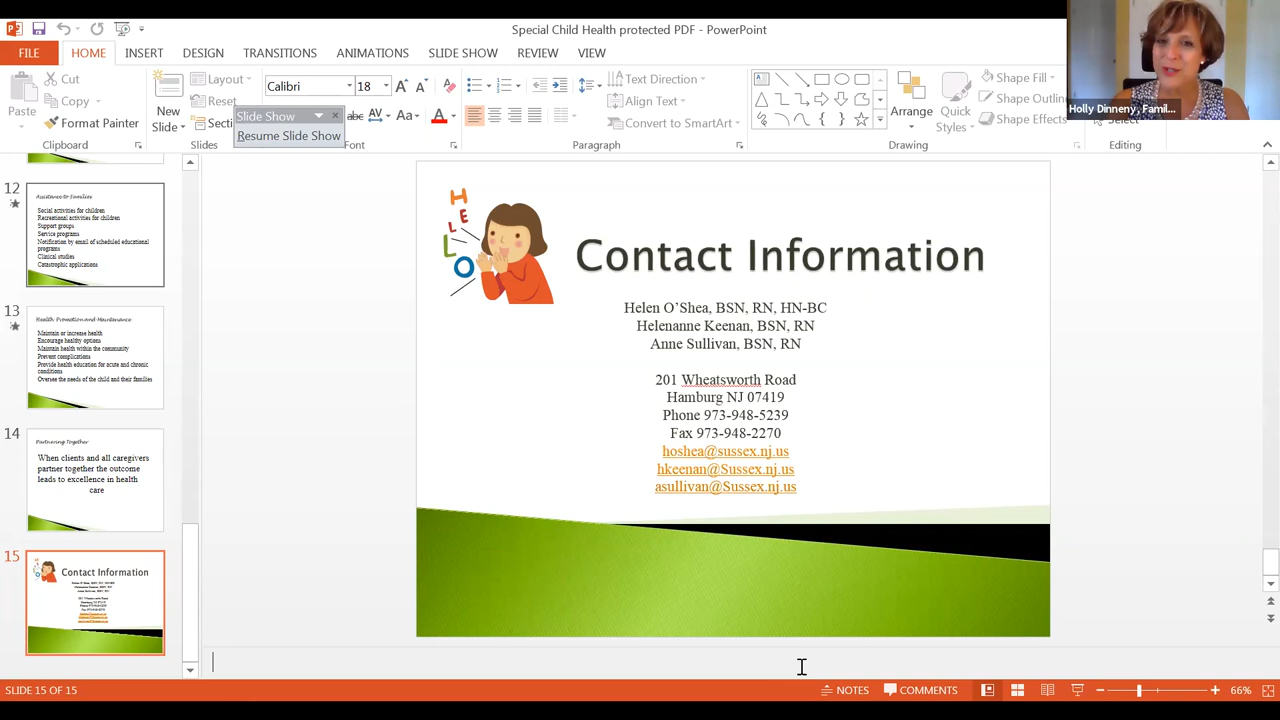 Special Child Health protected PDF - PowerPoint
FILE HOME INSERT DESIGN TRANSITIONS ANIMATIONS SLIDE SHOW REVIEW VIEW
Cut
Copy
Format Painter
Paste
Clipboard
New
Slide
Layout
Reset
Slides
Slide Show
Resume Slide Show
Calibri 18
abc AV Aa A
Font
Text Direction
Align Text
Convert to SmartArt
Paragraph
Arrange
Quick
Styles
Shape Fill
Shape Outline
Shape Effects
Drawing
Select
Editing
Holly Dinneny, Famil...
12
Assistance to Families
Social activities for children
Recreational activities for children
Support groups
Service programs
Notification by email of scheduled educational
programs
Clinical studies
Catastrophic applications
13
Health Promotion and Maintenance
Maintain or increase health
Encourage healthy options
Maintain health within the community
Prevent complications
Provide health education for acute and chronic
conditions
Oversee the needs of the child and their families
14
Partnering Together
When clients and all caregivers
partner together the outcome
leads to excellence in health
care
15
Contact Information
HELLO
Contact Information
Helen O'Shea, BSN, RN, HN-BC
Helenanne Keenan, BSN, RN
Anne Sullivan, BSN, RN
201 Wheatsworth Road
Hamburg NJ 07419
Phone 973-948-5239
Fax 973-948-2270
hoshea@sussex.nj.us
hkeenan@Sussex.nj.us
asullivan@Sussex.nj.us
SLIDE 15 OF 15
NOTES COMMENTS 66%